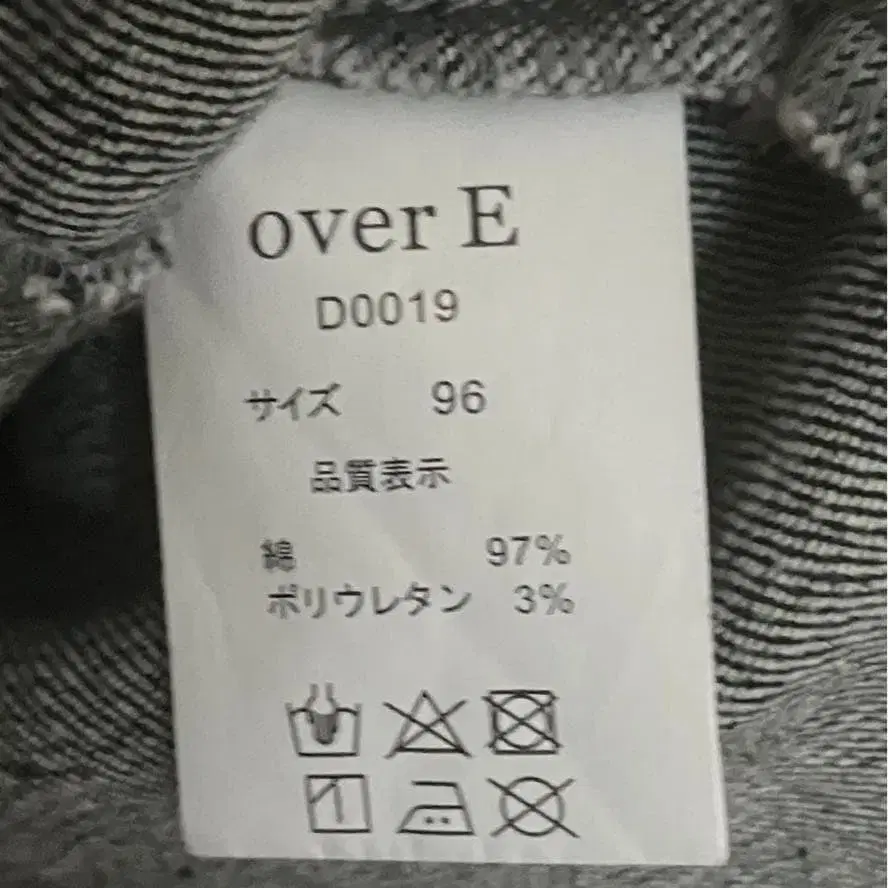 over E
D0019
サイズ 96
品質表示
綿 97%
ポリウレタン 3%